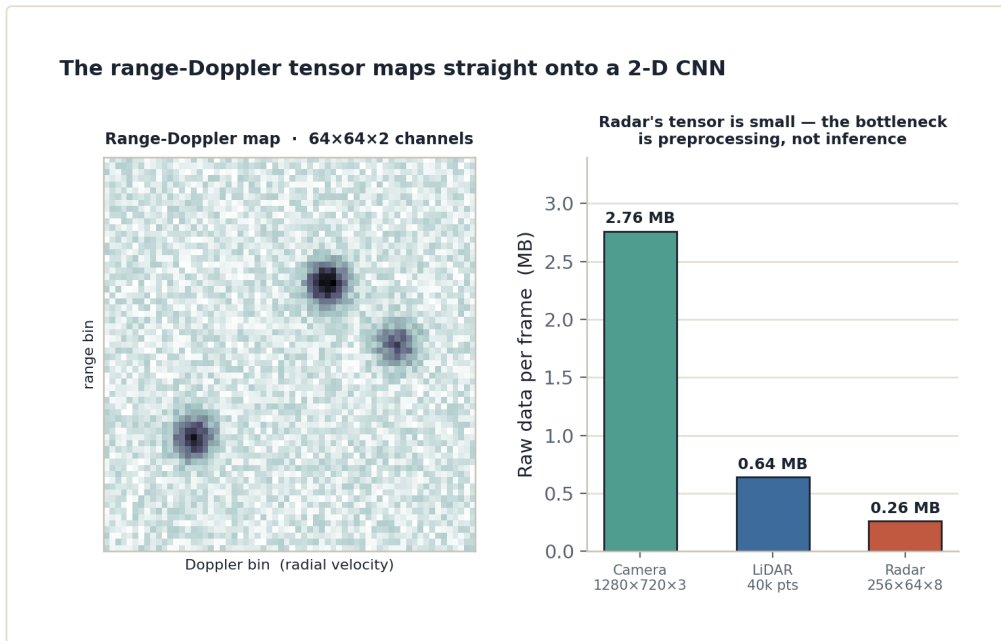 The range-Doppler tensor maps straight onto a 2-D CNN
Range-Doppler map · 64×64×2 channels
range bin
Doppler bin (radial velocity)
Radar's tensor is small — the bottleneck
is preprocessing, not inference
Raw data per frame (MB)
3.0
2.5
2.0
1.5
1.0
0.5
0.0
2.76 MB
0.64 MB
0.26 MB
Camera
1280×720×3
LiDAR
40k pts
Radar
256×64×8